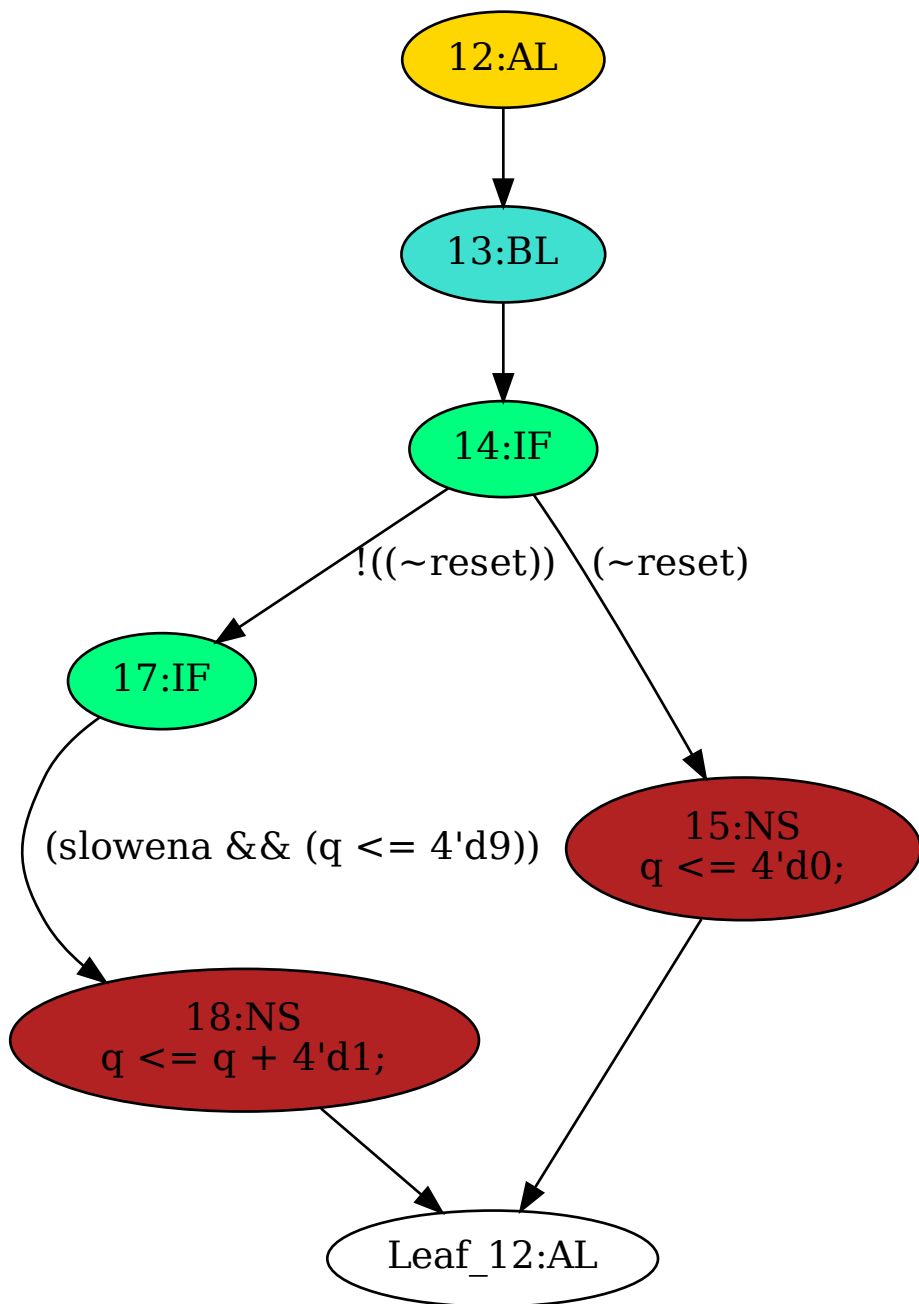 12:AL
13:BL
14:IF
!((~reset))
(~reset)
17:IF
(slowena && (q <= 4'd9))
15:NS
q <= 4'd0;
18:NS
q <= q + 4'd1;
Leaf_12:AL